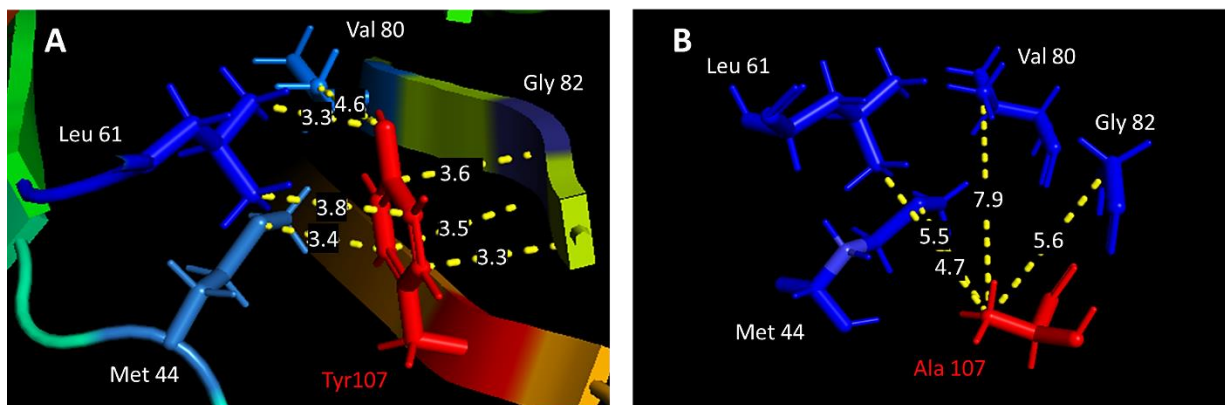 A
Val 80
Gly 82
Leu 61
4.6
3.3
3.6
3.8
3.5
3.4
3.3
Met 44
Tyr107
B
Leu 61
Val 80
Gly 82
7.9
5.5
5.6
4.7
Met 44
Ala 107